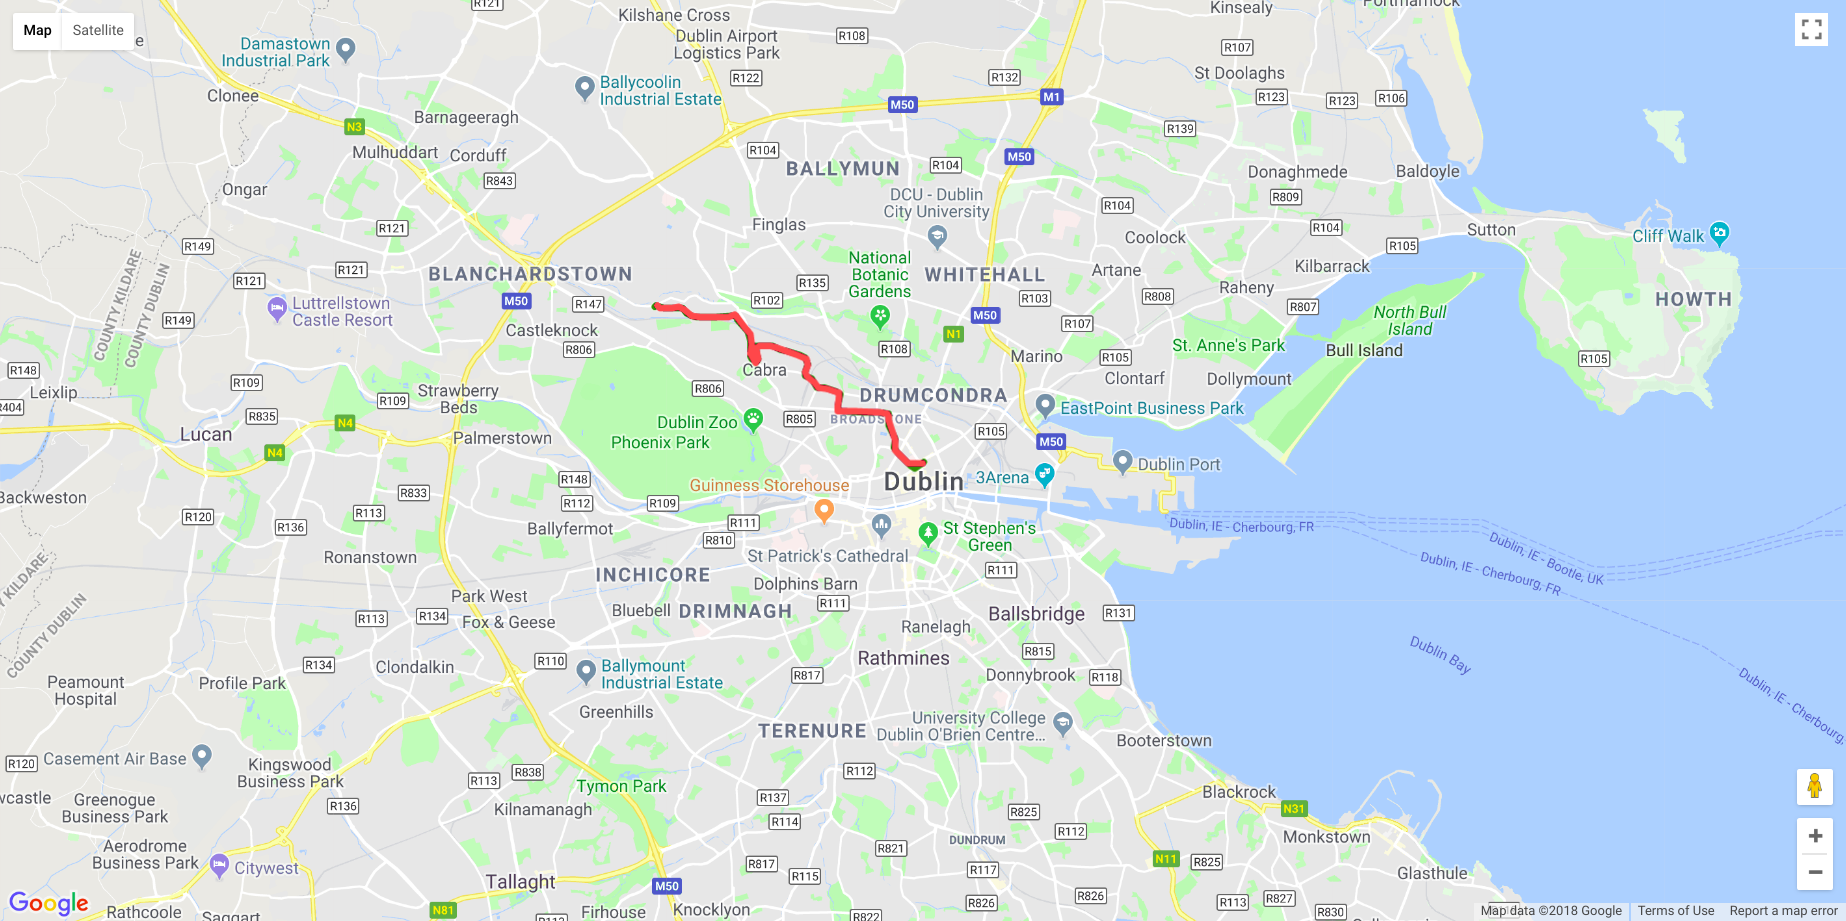 Map
Satellite
R121
Kilshane Cross
Dublin Airport
Logistics Park
R108
Kinsealy
Portmarnock
R107
Damastown
Industrial Park
Ballycoolin
Industrial Estate
R122
R132
St Doolaghs
Clonee
M50
M1
R123
R123
R106
Barnageeragh
N3
R139
Mulhuddart
Corduff
R104
BALLYMUN
R104
M50
Donaghmede
Baldoyle
Ongar
R843
DCU - Dublin
City University
R104
R809
R121
Finglas
Coolock
R104
Sutton
Cliff Walk
R149
R105
National
Botanic
Gardens
COUNTY KILDARE
COUNTY DUBLIN
R121
R121
BLANCHARDSTOWN
WHITEHALL
Artane
Kilbarrack
R135
R102
R103
R808
Raheny
HOWTH
Luttrellstown
Castle Resort
M50
R147
R807
R149
Castleknock
M50
R107
North Bull
Island
N1
R806
R108
Marino
R105
St. Anne's Park
Bull Island
R105
R148
Cabra
Clontarf
Dollymount
Leixlip
R109
Strawberry
Beds
R806
DRUMCONDRA
R404
R109
EastPoint Business Park
R835
Dublin Zoo
R805
BROADSTONE
N4
Lucan
Palmerstown
Phoenix Park
R105
M50
N4
Dublin Port
R148
Guinness Storehouse
Dublin
3Arena
Backweston
R833
R112
R109
R120
R136
Ballyfermot
R111
St Stephen's
Green
Dublin, IE - Cherbourg, FR
R810
Dublin, IE - Bootle, UK
Ronanstown
St Patrick's Cathedral
Dublin, IE - Cherbourg, FR
R111
INCHICORE
Dolphins Barn
COUNTY KILDARE
COUNTY DUBLIN
Park West
Bluebell
DRIMNAGH
R111
Ballsbridge
R131
R113
R134
Fox & Geese
Ranelagh
Dublin Bay
R134
Clondalkin
R110
Ballymount
Industrial Estate
Rathmines
R815
Peamount
Hospital
Profile Park
R817
Donnybrook
R118
Dublin, IE - Cherbourg,
Greenhills
TERENURE
University College
Dublin O'Brien Centre...
Booterstown
R120
Casement Air Base
Kingswood
Business Park
R113
R838
R112
Tymon Park
Blackrock
Greenogue
Business Park
R136
Kilnamanagh
R137
R825
N31
R114
R112
Monkstown
Aerodrome
Business Park
DUNDRUM
R821
N11
R825
Citywest
R817
R117
Glasthule
Tallaght
M50
R115
R826
R826
R113
R827
Google
Rathcoole
Saggart
N81
R113
Firhouse
Knocklyon
R822
R830
Map data ©2018 Google
Terms of Use
Report a map error